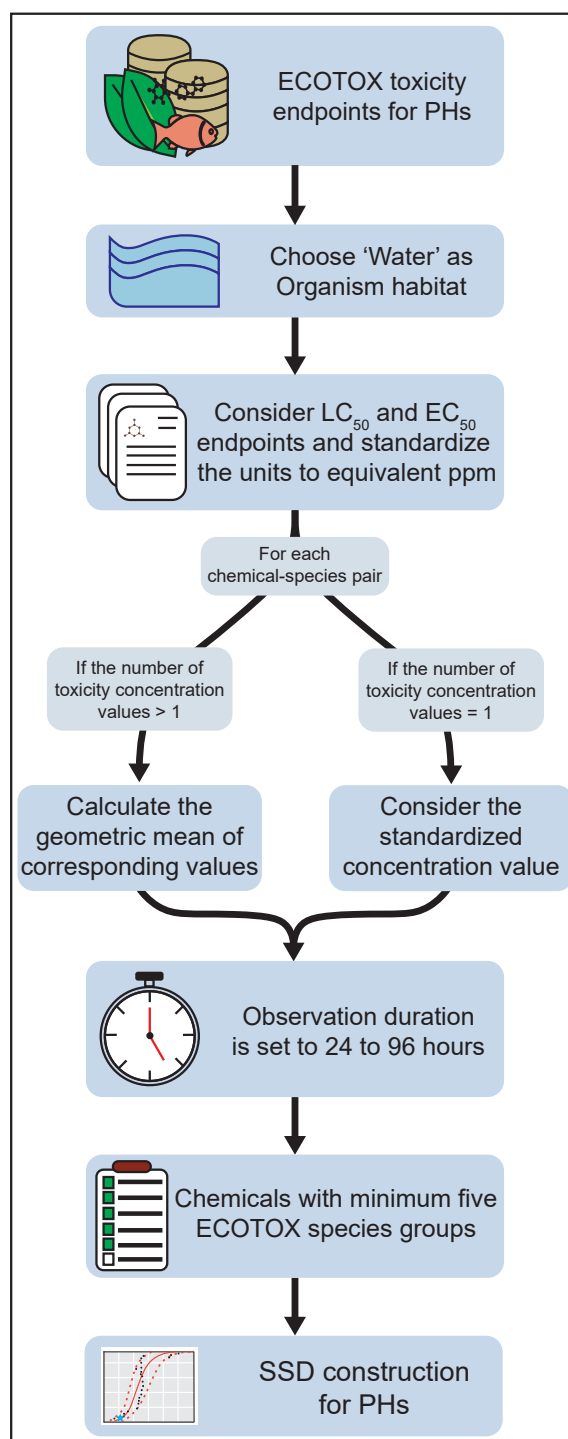 ECOTOX toxicity
endpoints for PHs
Choose ‘Water’ as
Organism habitat
Consider LC50 and EC50
endpoints and standardize
the units to equivalent ppm
For each
chemical-species pair
If the number of
toxicity concentration
values > 1
If the number of
toxicity concentration
values = 1
Calculate the
geometric mean of
corresponding values
Consider the
standardized
concentration value
Observation duration
is set to 24 to 96 hours
Chemicals with minimum five
ECOTOX species groups
SSD construction
for PHs